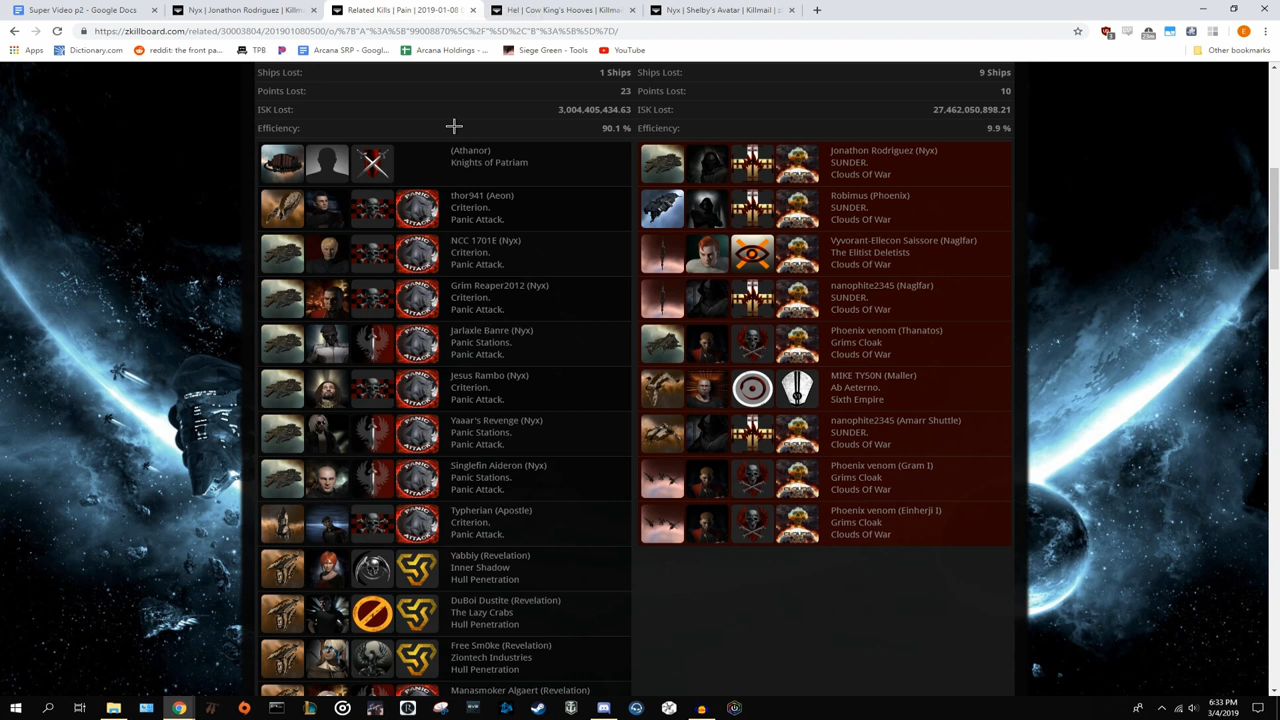 Super Video p2 - Google Docs
Nyx | Jonathon Rodriguez | Killm
Related Kills | Pain | 2019-01-08 0
Hel | Cow King's Hooves | Killmai
Nyx | Shelby's Avatar | Killmail | z
https://zkillboard.com/related/30003804/201901080500/o/%7B"A"%3A%5B"99008870%5C%2F"%5D%2C"B"%3A%5B%5D%7D/
Apps
Dictionary.com
reddit: the front pa...
TPB
Arcana SRP - Googl...
Arcana Holdings -...
Siege Green - Tools
YouTube
Other bookmarks
Ships Lost: 1 Ships
Points Lost: 23
ISK Lost: 3,004,405,434.63
Efficiency: 90.1 %
Ships Lost: 9 Ships
Points Lost: 10
ISK Lost: 27,462,050,898.21
Efficiency: 9.9 %
(Athanor)
Knights of Patriam
thor941 (Aeon)
Criterion.
Panic Attack.
NCC 1701E (Nyx)
Criterion.
Panic Attack.
Grim Reaper2012 (Nyx)
Criterion.
Panic Attack.
Jarlaxle Banre (Nyx)
Panic Stations.
Panic Attack.
Jesus Rambo (Nyx)
Criterion.
Panic Attack.
Yaaar's Revenge (Nyx)
Panic Stations.
Panic Attack.
Singlefin Aideron (Nyx)
Panic Stations.
Panic Attack.
Typherian (Apostle)
Criterion.
Panic Attack.
Yabbiy (Revelation)
Inner Shadow
Hull Penetration
DuBoi Dustite (Revelation)
The Lazy Crabs
Hull Penetration
Free Sm0ke (Revelation)
Ziontech Industries
Hull Penetration
Manasmoker Algaert (Revelation)
Jonathon Rodriguez (Nyx)
SUNDER.
Clouds Of War
Robimus (Phoenix)
SUNDER.
Clouds Of War
Vyvorant-Ellecon Saissore (Naglfar)
The Elitist Deletists
Clouds Of War
nanophite2345 (Naglfar)
SUNDER.
Clouds Of War
Phoenix venom (Thanatos)
Grims Cloak
Clouds Of War
MIKE TY50N (Maller)
Ab Aeterno.
Sixth Empire
nanophite2345 (Amarr Shuttle)
SUNDER.
Clouds Of War
Phoenix venom (Gram I)
Grims Cloak
Clouds Of War
Phoenix venom (Einherji I)
Grims Cloak
Clouds Of War
6:33 PM
3/4/2019